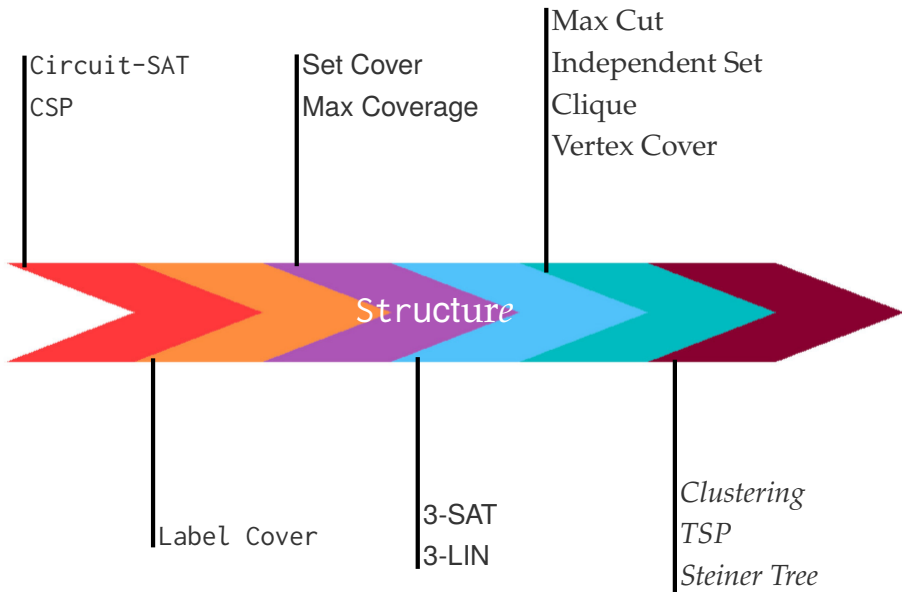 Circuit-SAT
CSP
Set Cover
Max Coverage
Max Cut
Independent Set
Clique
Vertex Cover
Structure
Label Cover
3-SAT
3-LIN
Clustering
TSP
Steiner Tree